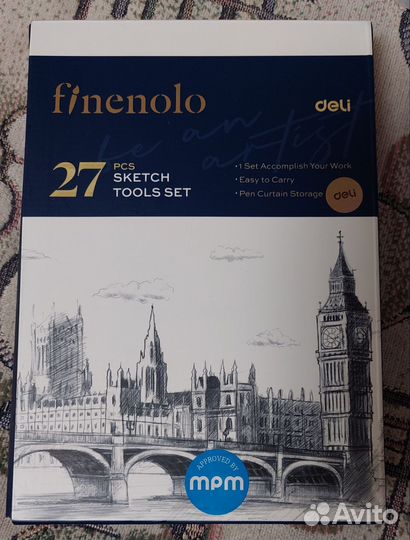 finenolo
deli
be an
artist
27 PCS
SKETCH
TOOLS SET
• 1 Set Accomplish Your Work
• Easy to Carry
• Pen Curtain Storage
deli
APPROVED BY
mpm
Avito